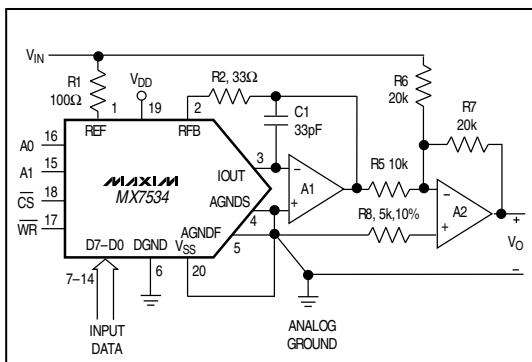 VIN
R1
100Ω
VDD
R2, 33Ω
R6
20k
R7
20k
1
19
2
REF
RFB
C1
33pF
A0
16
A1
15
CS
18
WR
17
MAXIM
MX7534
IOUT
3
AGNDS
4
AGNDF
5
−
+
A1
R5 10k
R8, 5k,10%
−
+
A2
+
VO
−
D7–D0
DGND
VSS
7–14
6
20
INPUT
DATA
ANALOG
GROUND